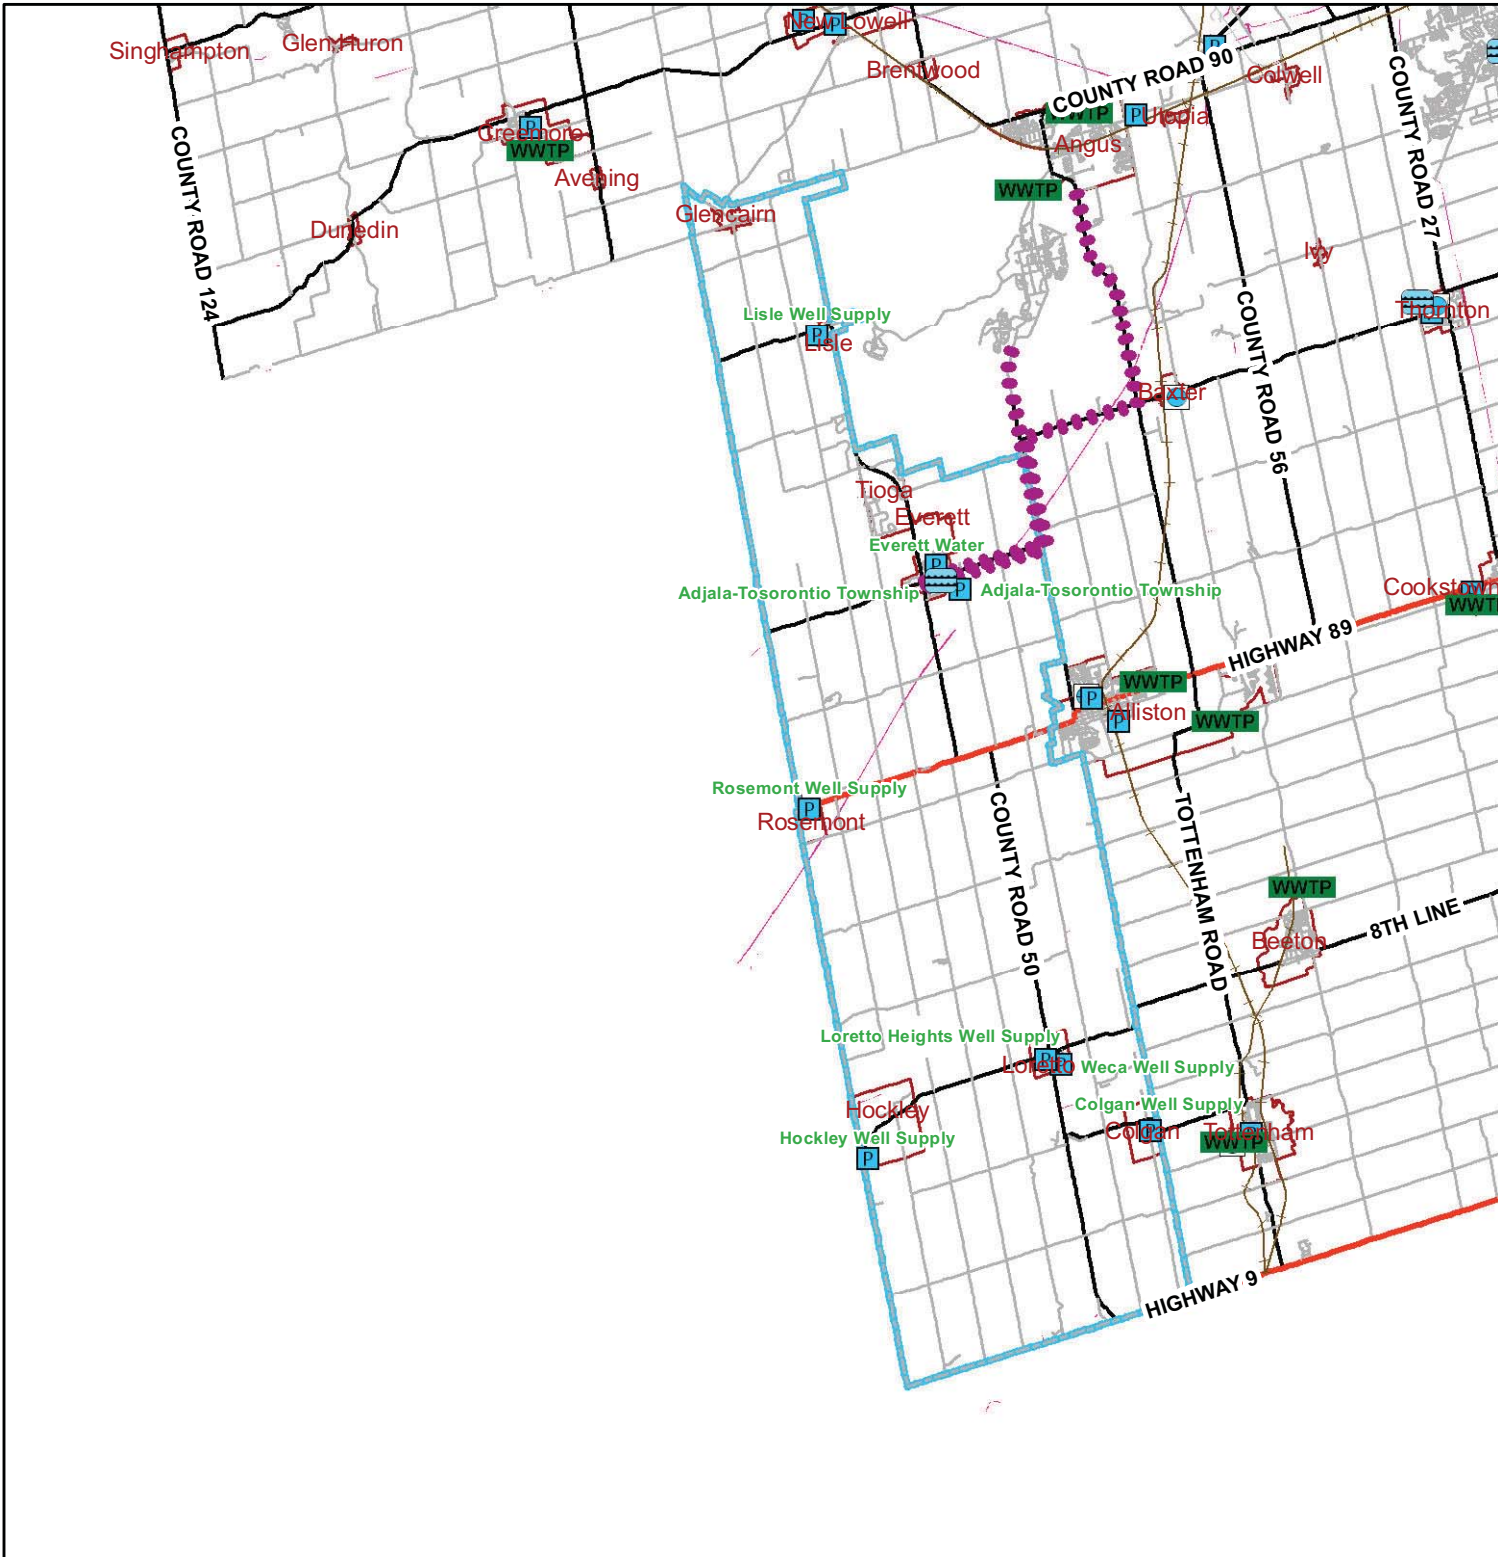 New Lowell
Singhampton
Glen Huron
Brentwood
COUNTY ROAD 90
Colwell
COUNTY ROAD 27
WWTP
Utopia
Creemore
WWTP
Angus
COUNTY ROAD 124
Avening
WWTP
Glencairn
Dunedin
Ivy
COUNTY ROAD 56
Thornton
Lisle Well Supply
P
Lisle
Baxter
Tioga
Everett
Everett Water
P
Adjala-Tosorontio Township
P
Adjala-Tosorontio Township
Cookstown
WWTP
HIGHWAY 89
WWTP
P
Alliston
P
WWTP
Rosemont Well Supply
P
Rosemont
COUNTY ROAD 50
TOTTENHAM ROAD
WWTP
8TH LINE
Beeton
Loretto Heights Well Supply
P
Loretto
Weca Well Supply
Colgan Well Supply
Hockley
Colgan
Tottenham
WWTP
Hockley Well Supply
P
HIGHWAY 9